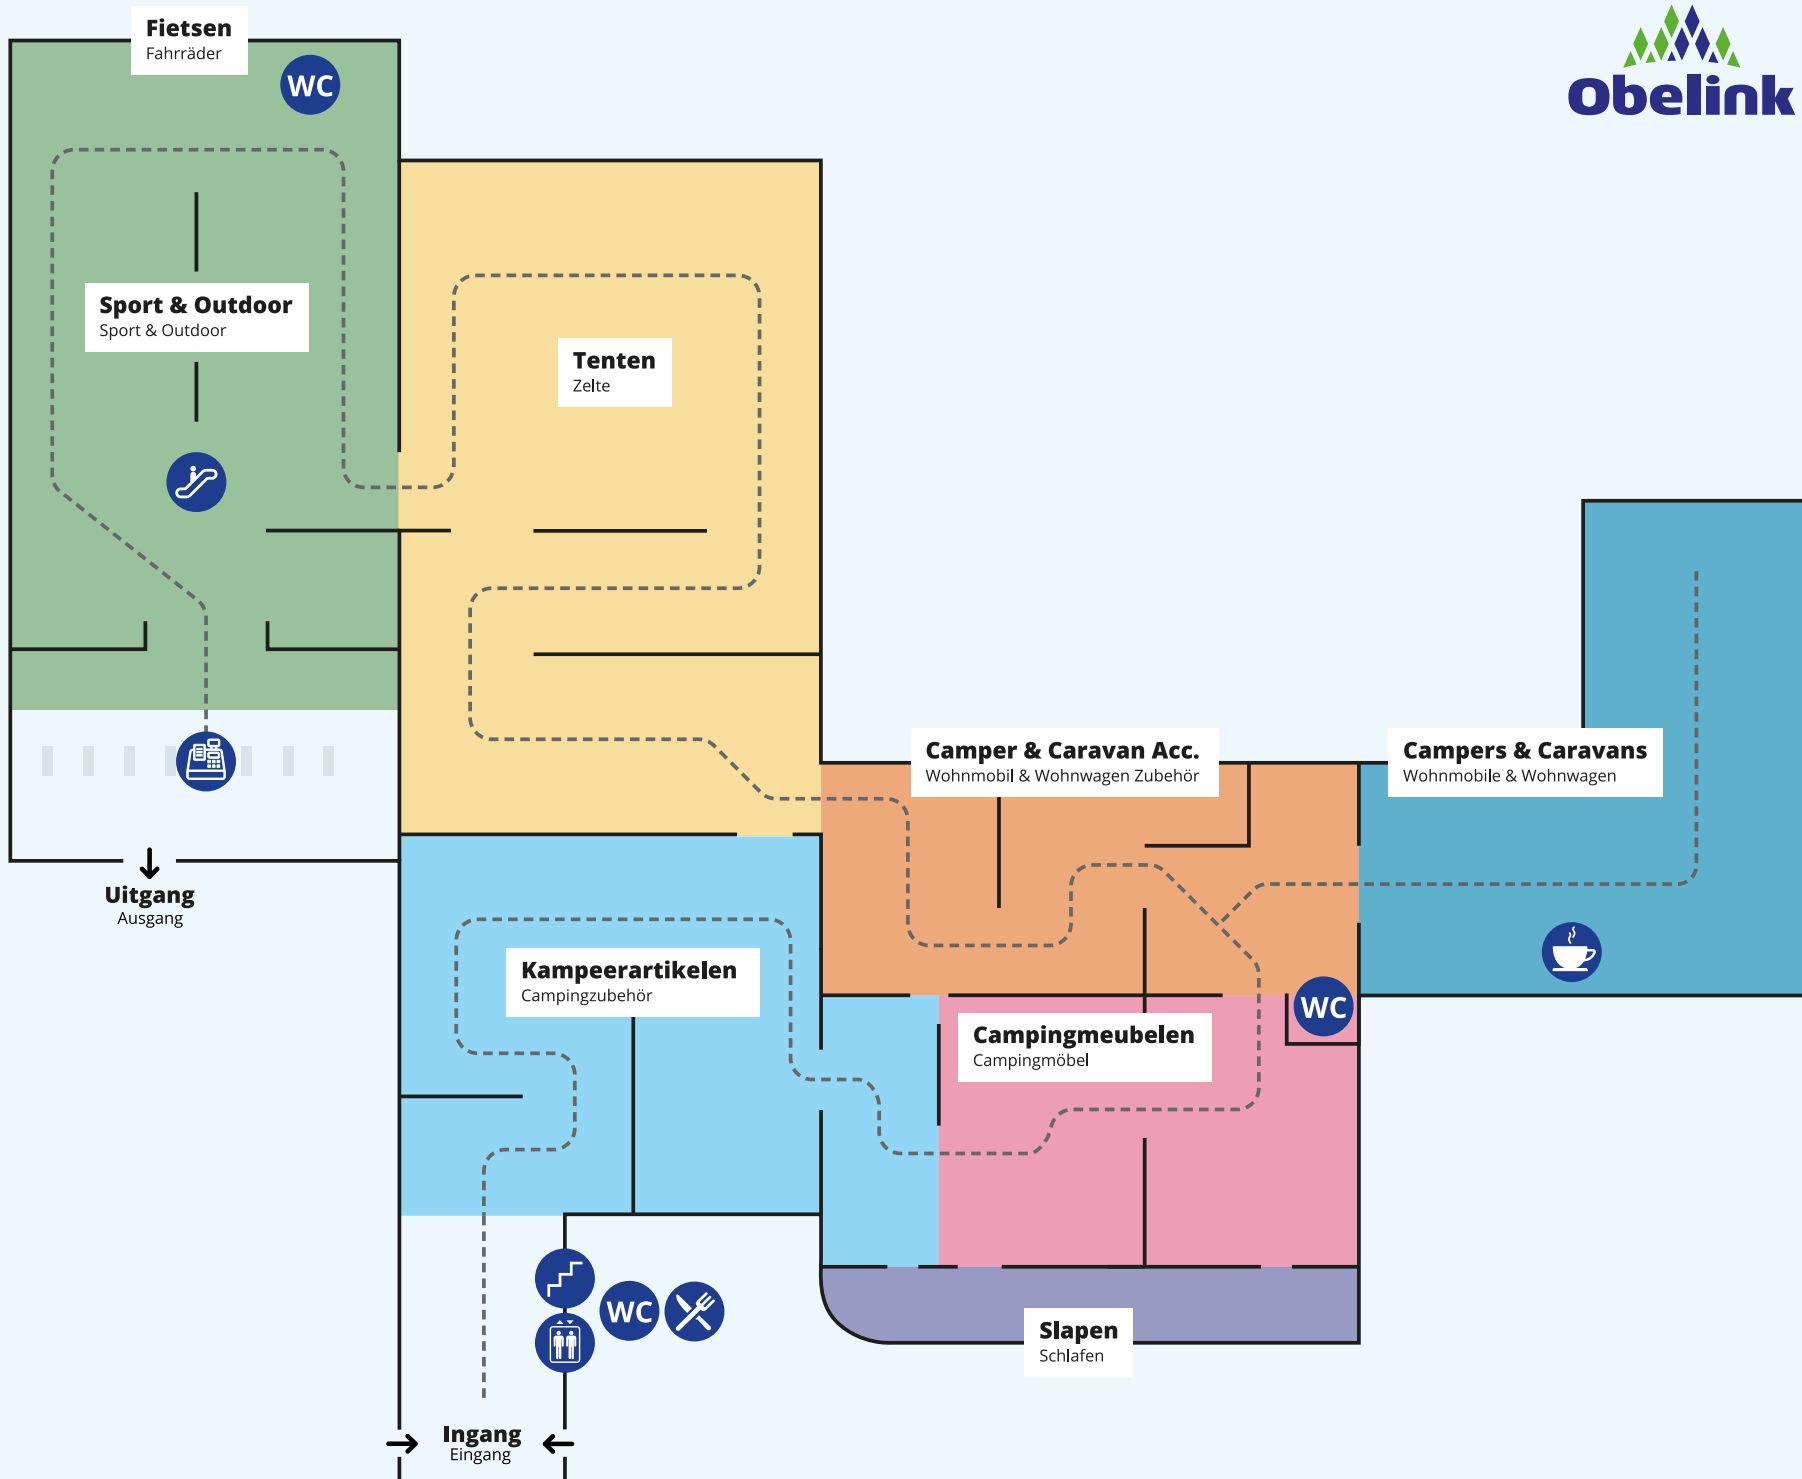 Fietsen
Fahrräder
WC
Obelink
Sport & Outdoor
Sport & Outdoor
Tenten
Zelte
Camper & Caravan Acc.
Wohnmobil & Wohnwagen Zubehör
Campers & Caravans
Wohnmobile & Wohnwagen
Uitgang
Ausgang
Kampeerartikelen
Campingzubehör
WC
Campingmeubelen
Campingmöbel
WC
Slapen
Schlafen
Ingang
Eingang